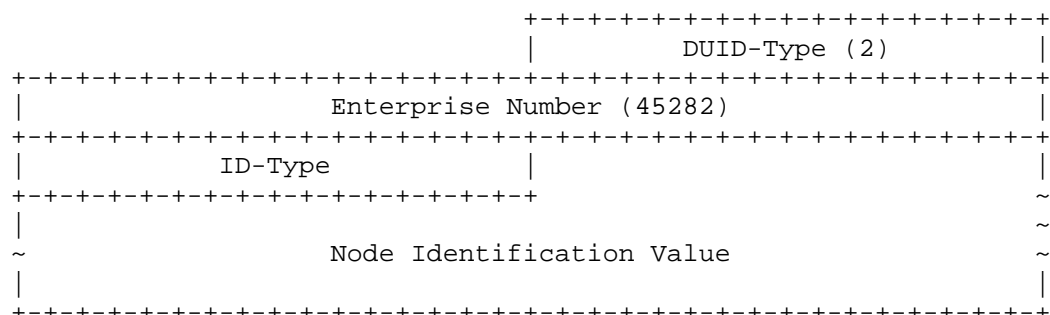 +-+-+-+-+-+-+-+-+-+-+-+-+-+-+-+-+
| DUID-Type (2) |
+-+-+-+-+-+-+-+-+-+-+-+-+-+-+-+-+-+-+-+-+-+-+-+-+-+-+-+-+-+-+-+-+
| Enterprise Number (45282) |
+-+-+-+-+-+-+-+-+-+-+-+-+-+-+-+-+-+-+-+-+-+-+-+-+-+-+-+-+-+-+-+-+
| ID-Type | |
+-+-+-+-+-+-+-+-+-+-+-+-+-+-+-+-+ ~
| ~
~ Node Identification Value ~
| |
+-+-+-+-+-+-+-+-+-+-+-+-+-+-+-+-+-+-+-+-+-+-+-+-+-+-+-+-+-+-+-+-+